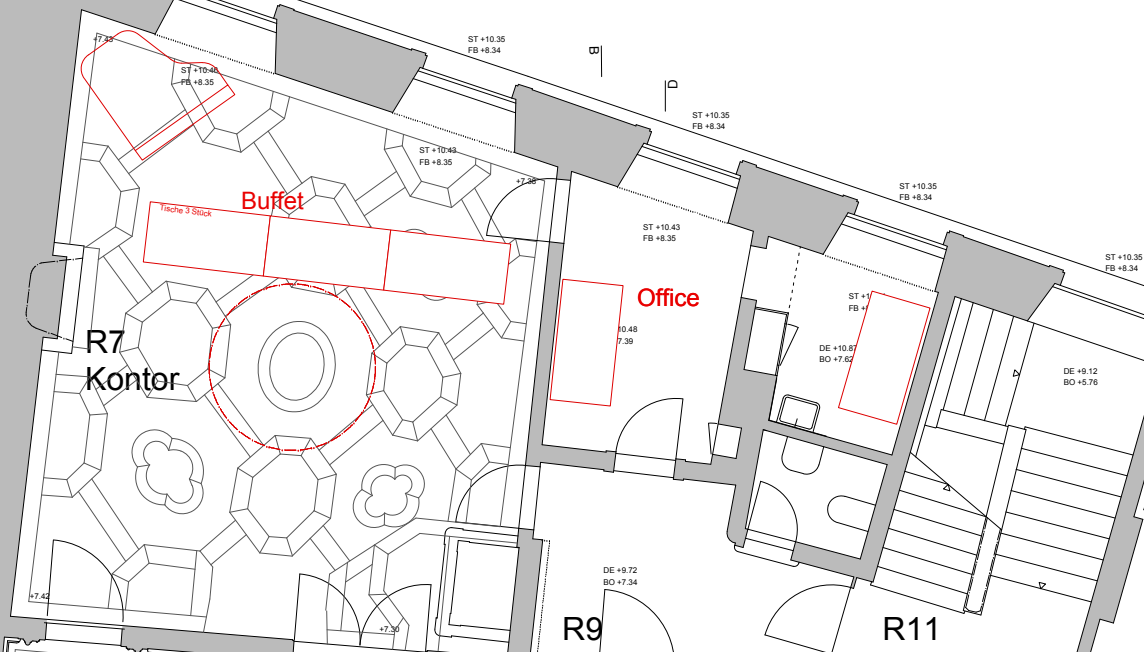 ST +10.35
FB +8.34
B
D
+7.43
ST +10.46
FB +8.35
ST +10.35
FB +8.34
ST +10.43
FB +8.35
+7.38
ST +10.35
FB +8.34
Buffet
Tische 3 Stück
ST +10.43
FB +8.35
ST +10.35
FB +8.34
Office
ST +1
FB +
10.48
7.39
R7
Kontor
DE +10.87
BO +7.62
DE +9.12
BO +5.76
DE +9.72
BO +7.34
+7.42
+7.30
R9
R11